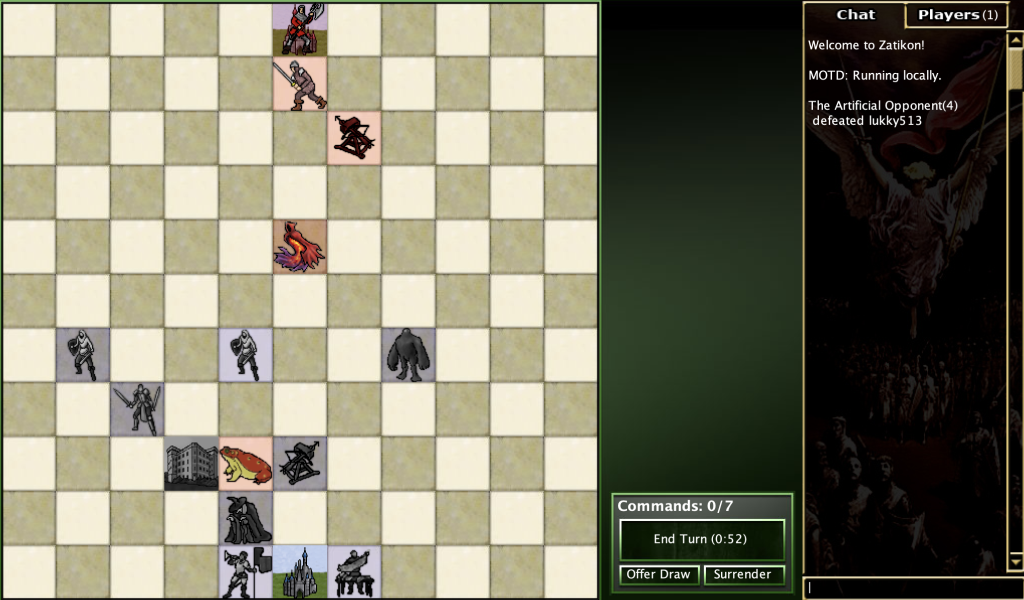 Chat
Players (1)
Welcome to Zatikon!
MOTD: Running locally.
The Artificial Opponent(4)
defeated lukky513
Commands: 0/7
End Turn (0:52)
Offer Draw
Surrender